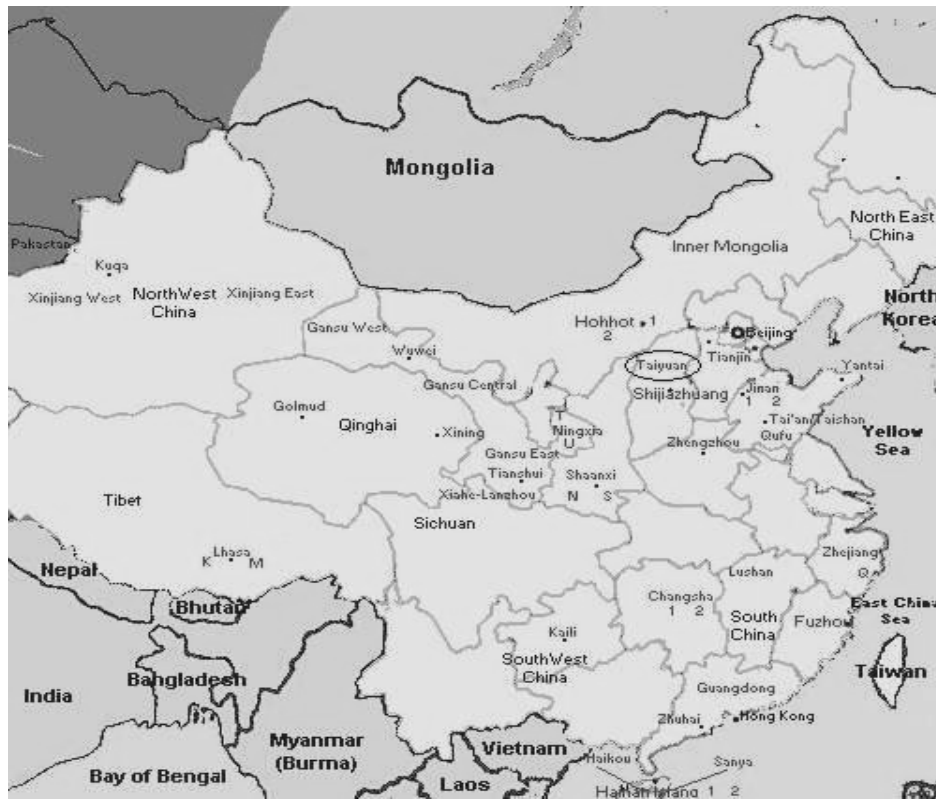 Mongolia
North East
China
Inner Mongolia
Pakastan
Kuqa
Xinjiang West
NorthWest
China
Xinjiang East
North
Korea
Gansu West
Hohhot 1
2
Beijing
Wuwei
Taiyuan
Tianjin
Yantai
Gansu Central
Shijiazhuang
Jinan
1 2
Golmud
Qinghai
Xining
T
Ningxia
U
Tai'an/Taishan
Qufu
Yellow
Sea
Zhengzhou
Gansu East
Tianshui
Shaanxi
N S
Xiahe-Lanzhou
Tibet
Sichuan
Lhasa
K M
Zhejiang
Q
Nepal
Bhutan
Lushan
Changsha
1 2
South
China
Fuzhou
East China
Sea
Kaili
SouthWest
China
Taiwan
India
Bangladesh
Guangdong
Zhuhai
Hong Kong
Myanmar
(Burma)
Vietnam
Haikou
Sanya
Bay of Bengal
Laos
Hainan Island 1 2